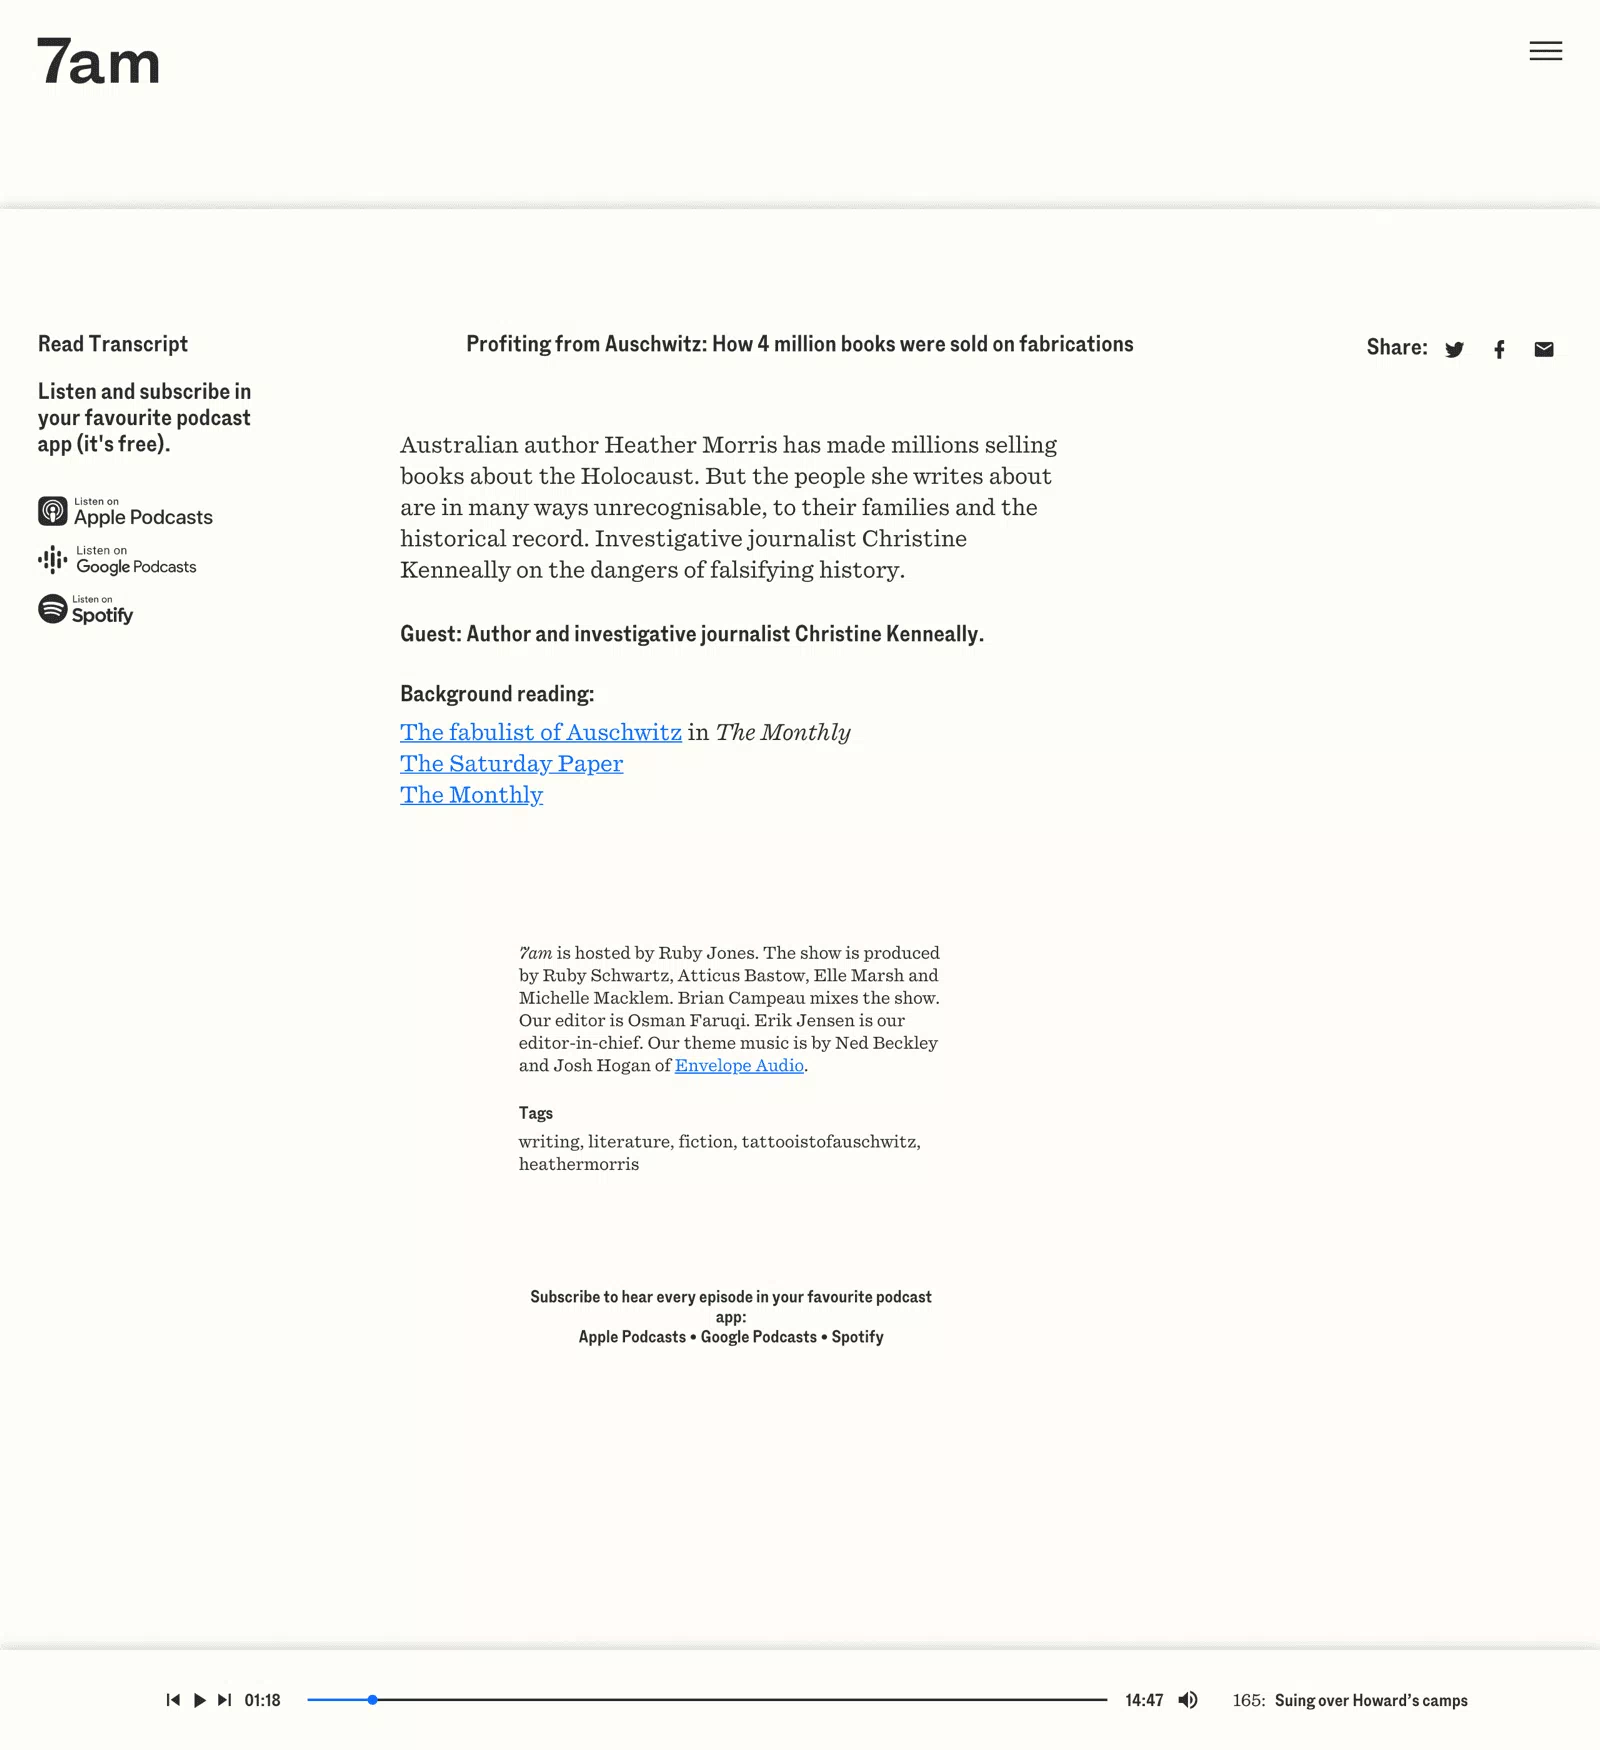 7am
Read Transcript
Listen and subscribe in
your favourite podcast
app (it's free).
Listen on
Apple Podcasts
Listen on
Google Podcasts
Listen on
Spotify
Profiting from Auschwitz: How 4 million books were sold on fabrications
Share:
Australian author Heather Morris has made millions selling
books about the Holocaust. But the people she writes about
are in many ways unrecognisable, to their families and the
historical record. Investigative journalist Christine
Kenneally on the dangers of falsifying history.
Guest: Author and investigative journalist Christine Kenneally.
Background reading:
The fabulist of Auschwitz in The Monthly
The Saturday Paper
The Monthly
7am is hosted by Ruby Jones. The show is produced
by Ruby Schwartz, Atticus Bastow, Elle Marsh and
Michelle Macklem. Brian Campeau mixes the show.
Our editor is Osman Faruqi. Erik Jensen is our
editor-in-chief. Our theme music is by Ned Beckley
and Josh Hogan of Envelope Audio.
Tags
writing, literature, fiction, tattooistofauschwitz,
heathermorris
Subscribe to hear every episode in your favourite podcast
app:
Apple Podcasts • Google Podcasts • Spotify
01:18
14:47
165: Suing over Howard’s camps